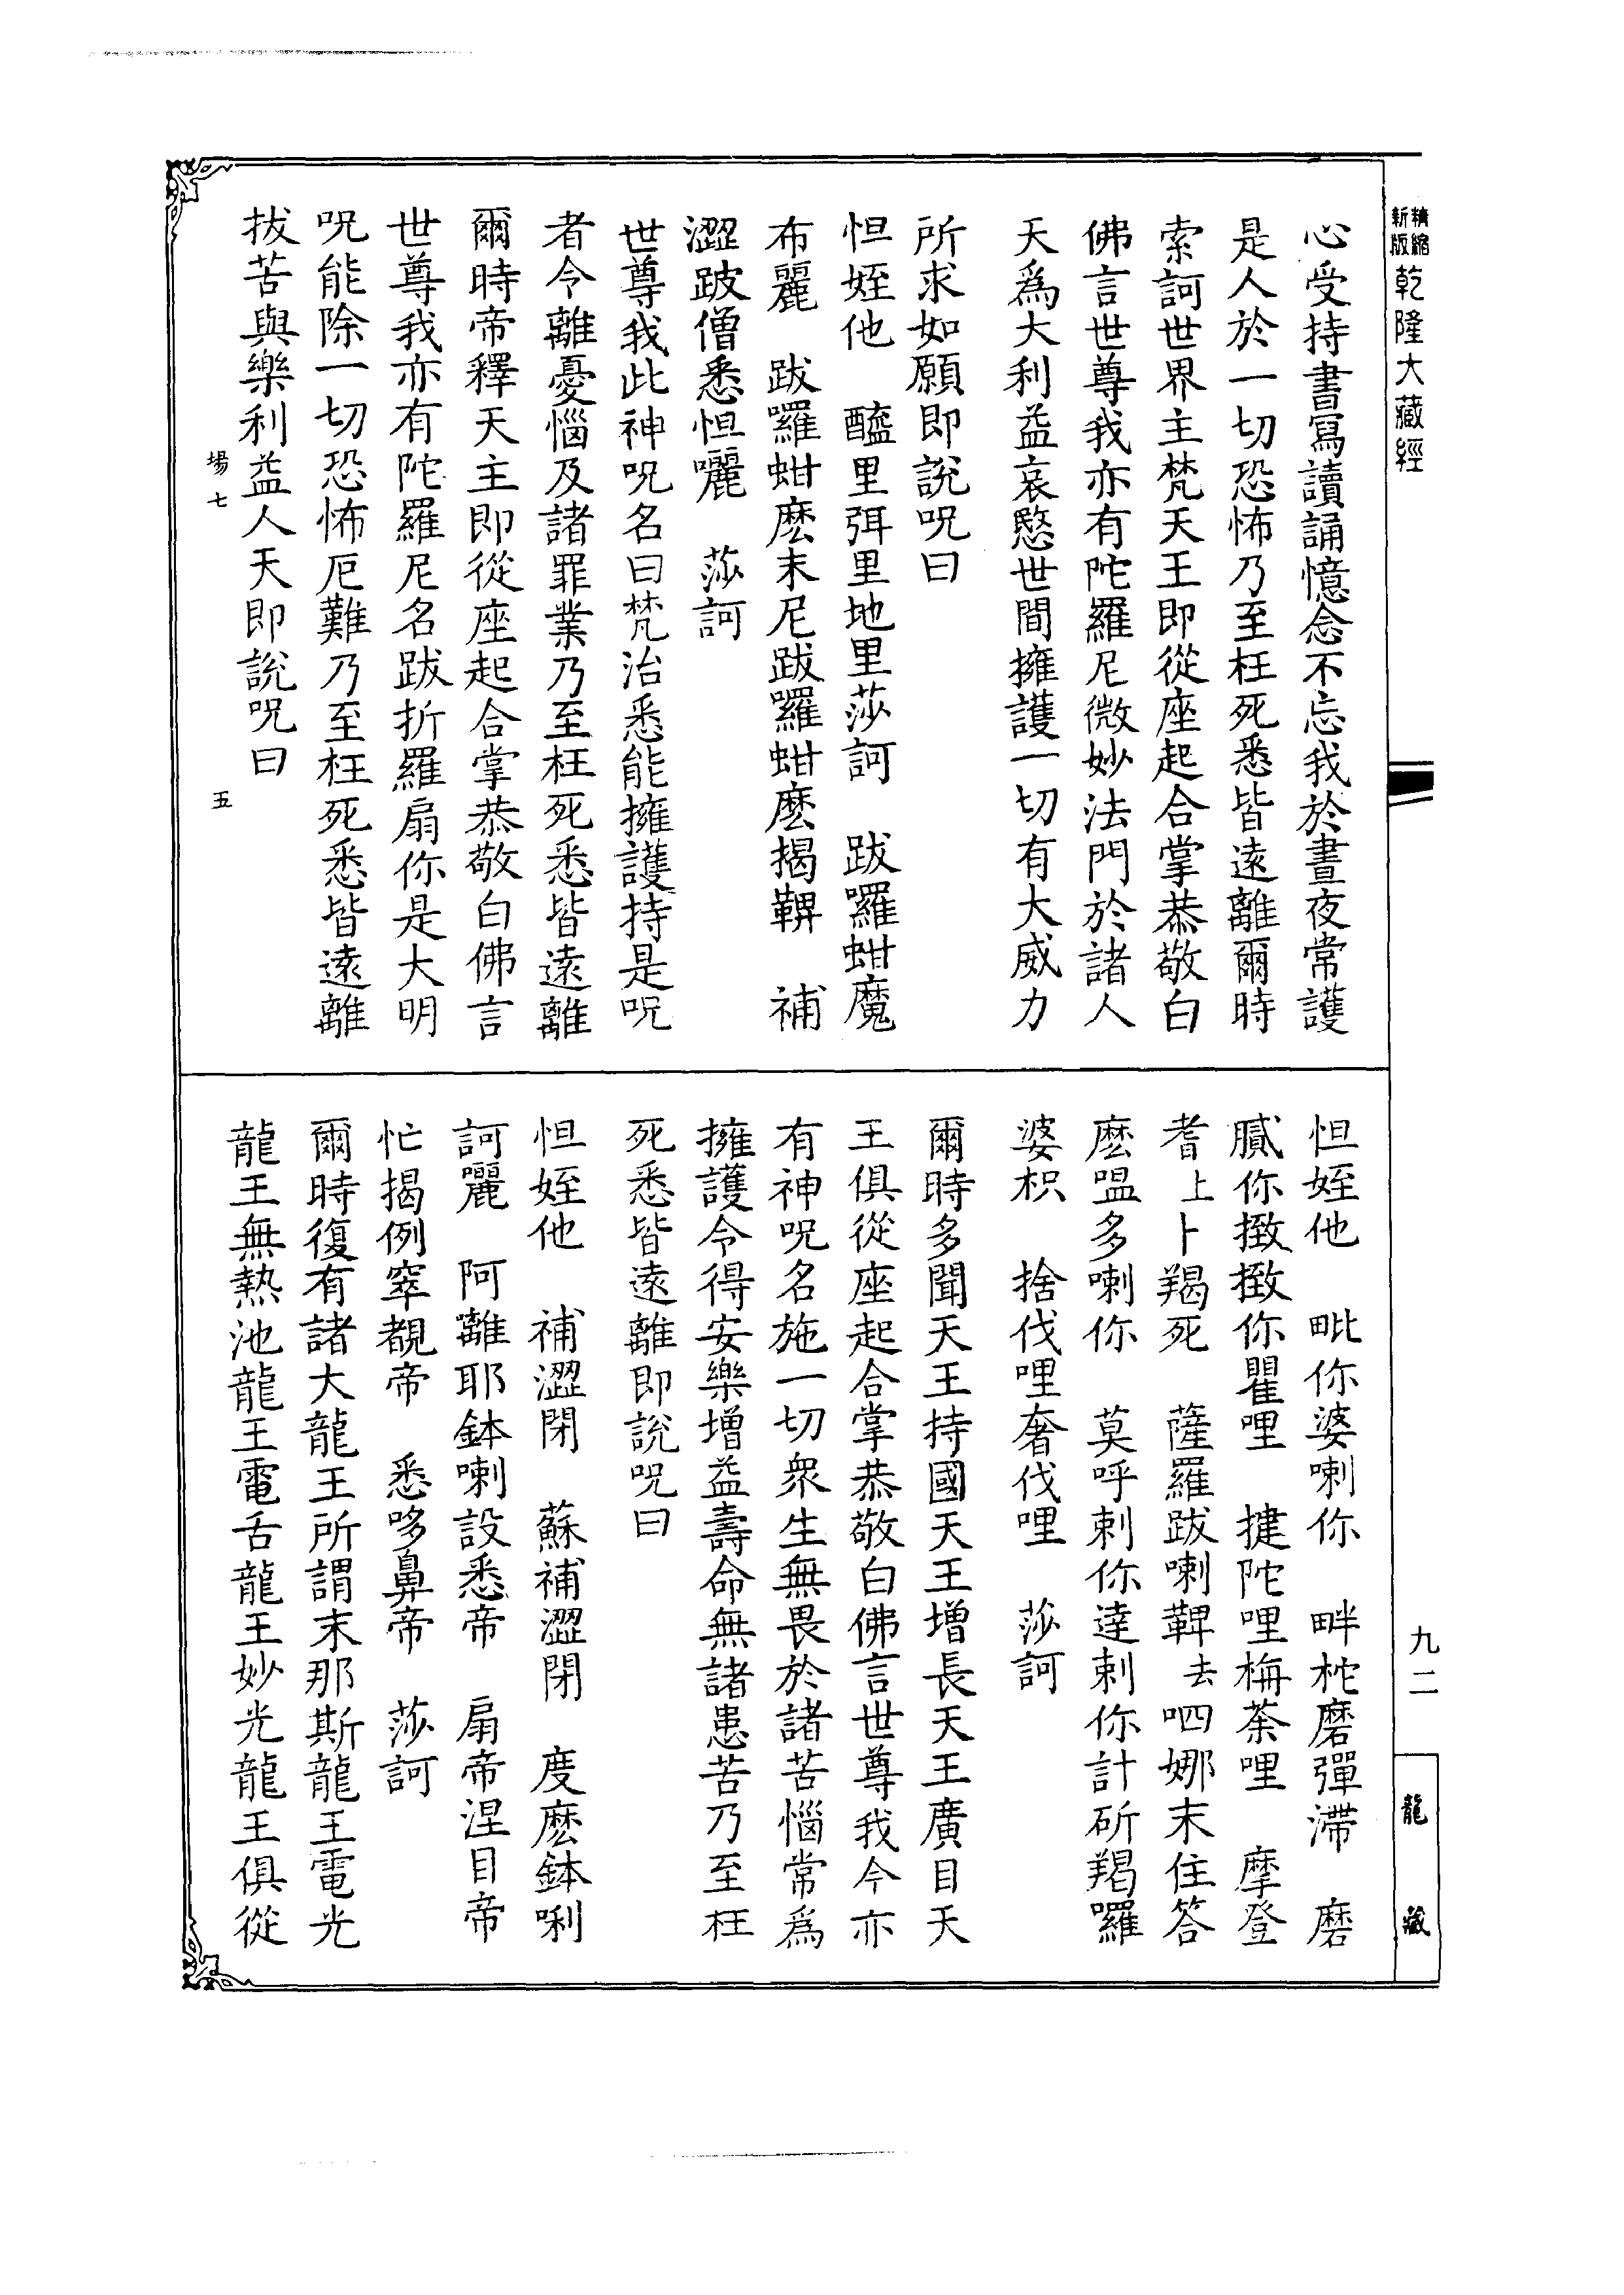 精縮新版乾隆大藏經
心受持書寫讀誦憶念不忘我於晝夜常護
是人於一切恐怖乃至枉死悉皆遠離爾時
索訶世界主梵天王即從座起合掌恭敬白
佛言世尊我亦有陀羅尼微妙法門於諸人
天為大利益哀愍世間擁護一切有大威力
所求如願即說呪曰
怛姪他　醯里弭里地里莎訶　跋囉蚶魔
布麗　跋囉蚶麼末尼跋囉蚶麼揭鞞　補
澀跛僧悉怛囇　莎訶
世尊我此神呪名曰梵治悉能擁護持是呪
者令離憂惱及諸罪業乃至枉死悉皆遠離
爾時帝釋天主即從座起合掌恭敬白佛言
世尊我亦有陀羅尼名跋折羅扇你是大明
呪能除一切恐怖厄難乃至枉死悉皆遠離
拔苦與樂利益人天即說呪曰
場七　五
怛姪他　毗你婆喇你　畔柁磨彈滯　磨
膩你㨖㨖你瞿哩　揵陀哩栴荼哩　摩登
耆上卜羯死　薩羅跋喇鞞去呬娜末住答
麼嗢多喇你　莫呼剌你達剌你計斫羯囉
婆枳　捨伐哩奢伐哩　莎訶
爾時多聞天王持國天王增長天王廣目天
王俱從座起合掌恭敬白佛言世尊我今亦
有神呪名施一切衆生無畏於諸苦惱常為
擁護令得安樂增益壽命無諸患苦乃至枉
死悉皆遠離即說呪曰
怛姪他　補澀閉　蘇補澀閉　度麼鉢唎
訶囇　阿離耶鉢喇設悉帝　扇帝涅目帝
忙揭例窣覩帝　悉哆鼻帝　莎訶
爾時復有諸大龍王所謂末那斯龍王電光
龍王無熱池龍王電舌龍王妙光龍王俱從
九二
龍藏